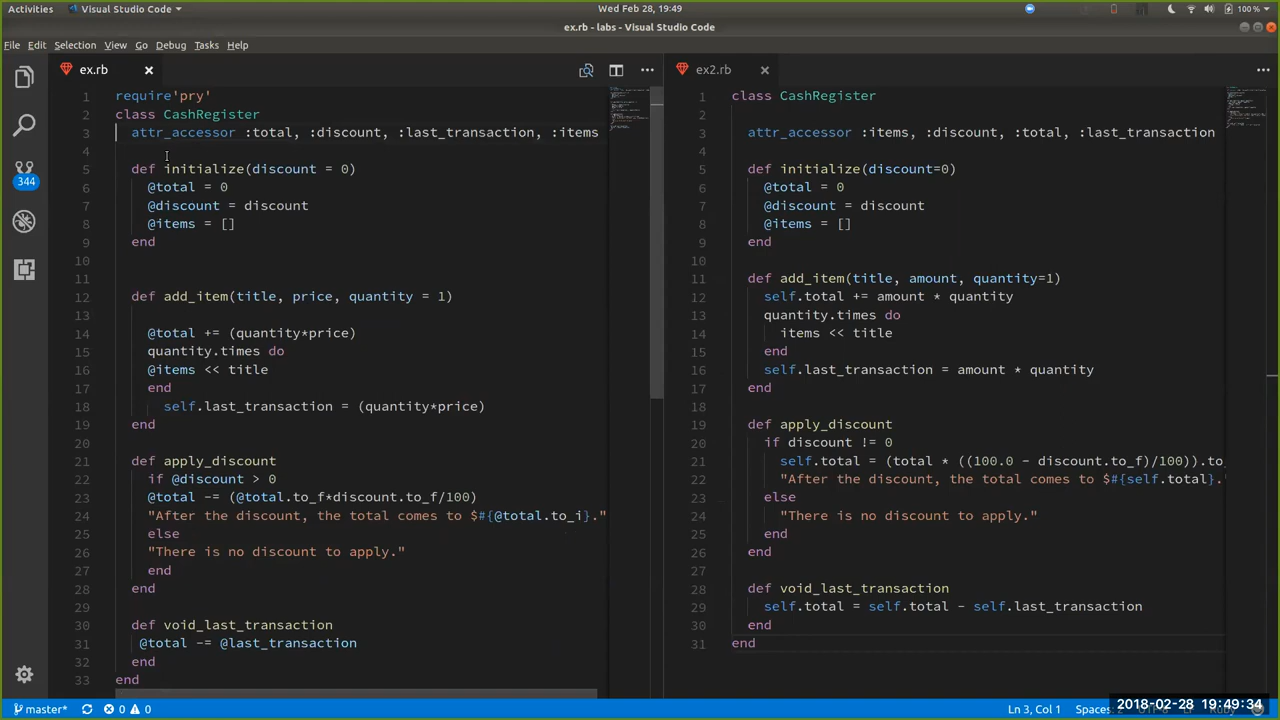 Activities Visual Studio Code Wed Feb 28, 19:49 100 %
ex.rb - labs - Visual Studio Code
File Edit Selection View Go Debug Tasks Help
ex.rb
1 require'pry'
2 class CashRegister
3 attr_accessor :total, :discount, :last_transaction, :items
4
5 def initialize(discount = 0)
6 @total = 0
7 @discount = discount
8 @items = []
9 end
10
11
12 def add_item(title, price, quantity = 1)
13
14 @total += (quantity*price)
15 quantity.times do
16 @items << title
17 end
18 self.last_transaction = (quantity*price)
19 end
20
21 def apply_discount
22 if @discount > 0
23 @total -= (@total.to_f*discount.to_f/100)
24 "After the discount, the total comes to $#{@total.to_i}."
25 else
26 "There is no discount to apply."
27 end
28 end
29
30 def void_last_transaction
31 @total -= @last_transaction
32 end
33 end
ex2.rb
1 class CashRegister
2
3 attr_accessor :items, :discount, :total, :last_transaction
4
5 def initialize(discount=0)
6 @total = 0
7 @discount = discount
8 @items = []
9 end
10
11 def add_item(title, amount, quantity=1)
12 self.total += amount * quantity
13 quantity.times do
14 items << title
15 end
16 self.last_transaction = amount * quantity
17 end
18
19 def apply_discount
20 if discount != 0
21 self.total = (total * ((100.0 - discount.to_f)/100)).to_
22 "After the discount, the total comes to $#{self.total}."
23 else
24 "There is no discount to apply."
25 end
26 end
27
28 def void_last_transaction
29 self.total = self.total - self.last_transaction
30 end
31 end
344
master* 0 0 Ln 3, Col 1 Spaces:
2018-02-28 19:49:34